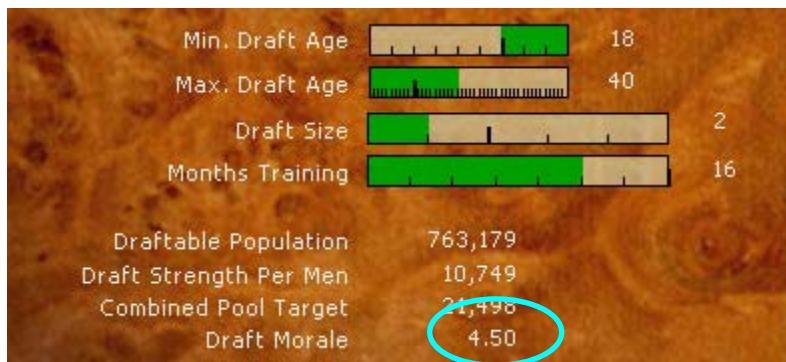 Min. Draft Age 18
Max. Draft Age 40
Draft Size 2
Months Training 16
Draftable Population 763,179
Draft Strength Per Men 10,749
Combined Pool Target 21,498
Draft Morale 4.50